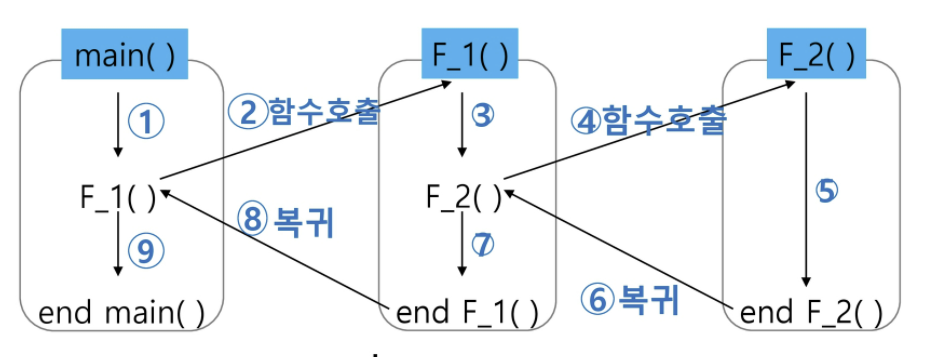 main( )
F_1( )
F_2( )
①
②함수호출
③
④함수호출
⑤
F_1( )
F_2( )
⑧ 복귀
⑨
⑦
⑥복귀
end main( )
end F_1( )
end F_2( )